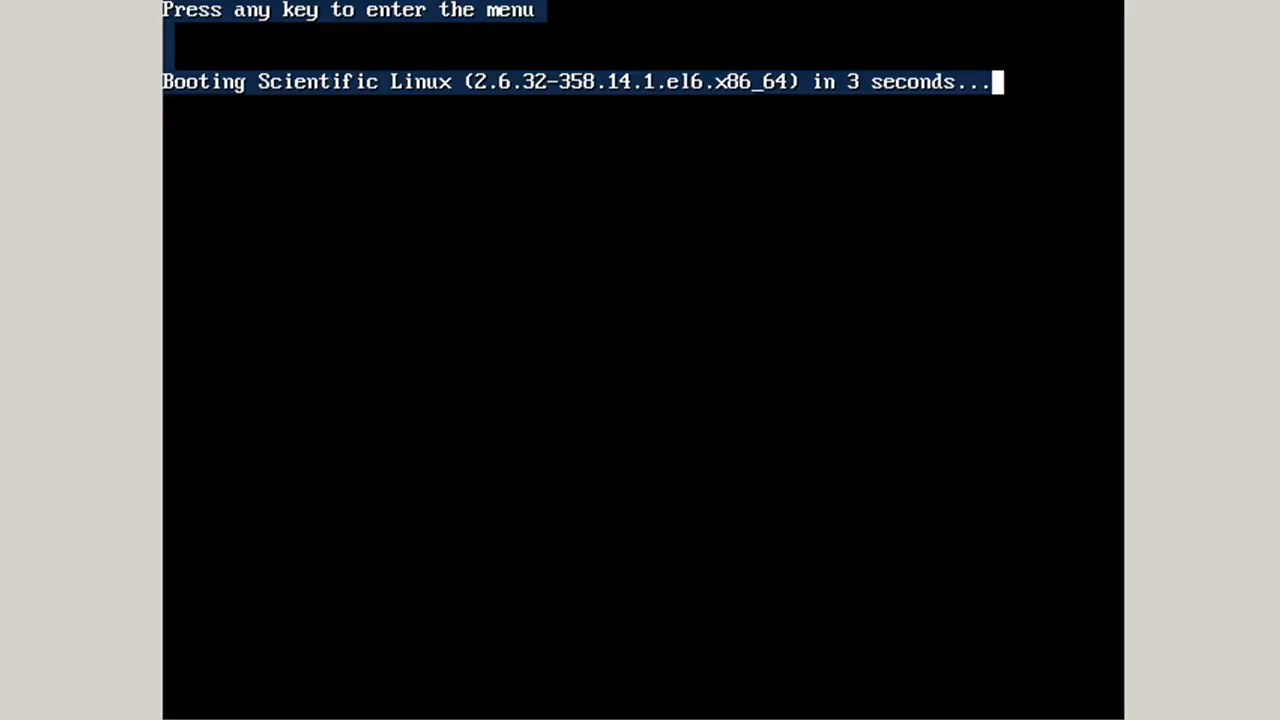 Press any key to enter the menu
Booting Scientific Linux (2.6.32-358.14.1.el6.x86_64) in 3 seconds...